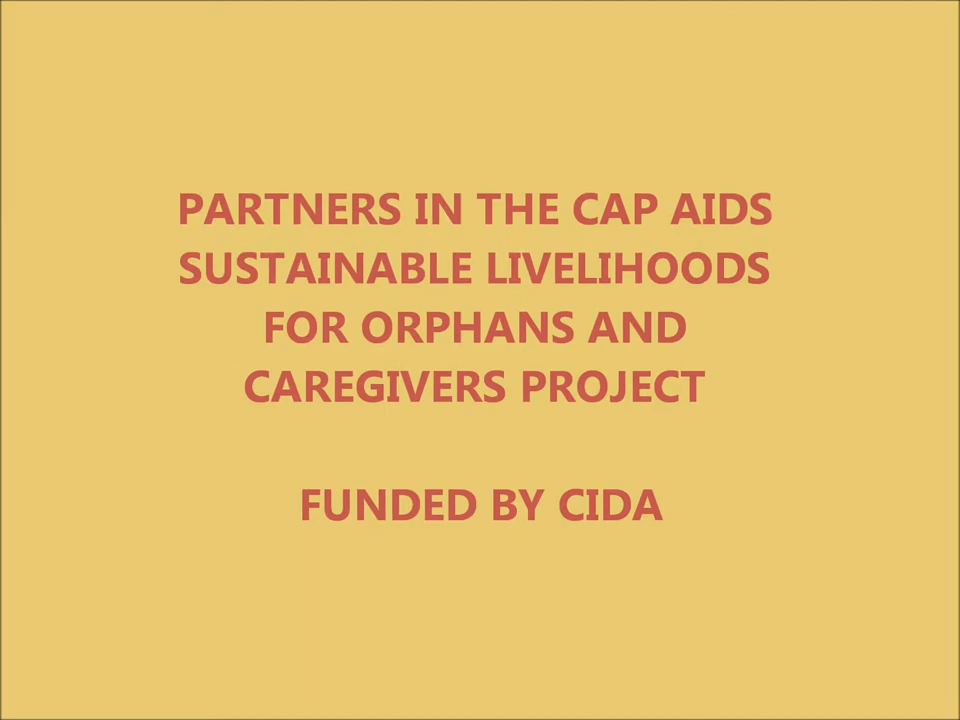 PARTNERS IN THE CAP AIDS
SUSTAINABLE LIVELIHOODS
FOR ORPHANS AND
CAREGIVERS PROJECT
FUNDED BY CIDA